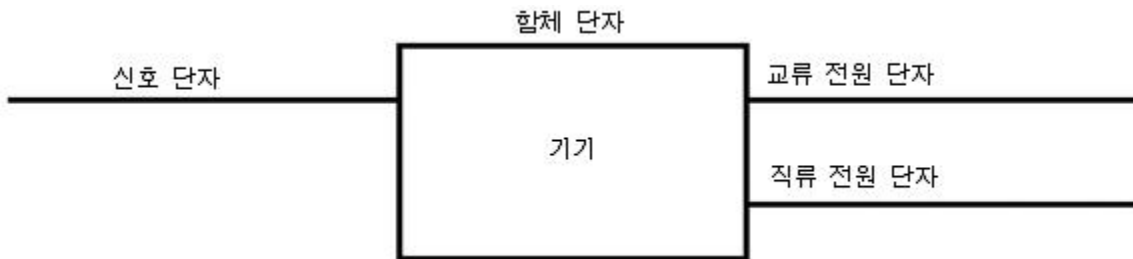 함체 단자
신호 단자
교류 전원 단자
기기
직류 전원 단자